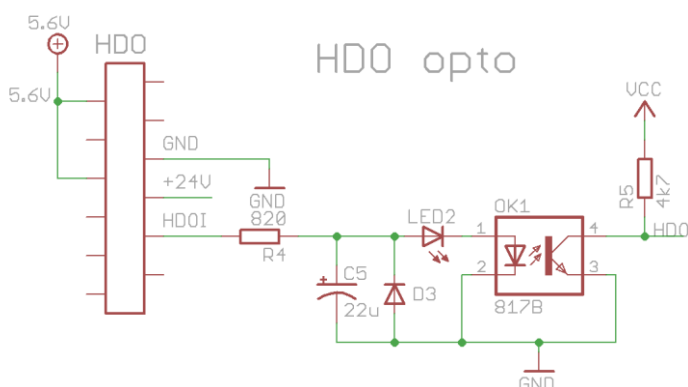 5.6V
HDO
HDO opto
5.6V
VCC
GND
+24V
HDOI
GND
820
R4
LED2
OK1
1
4
2
3
R5
4k7
HDO
C5
22u
D3
817B
GND